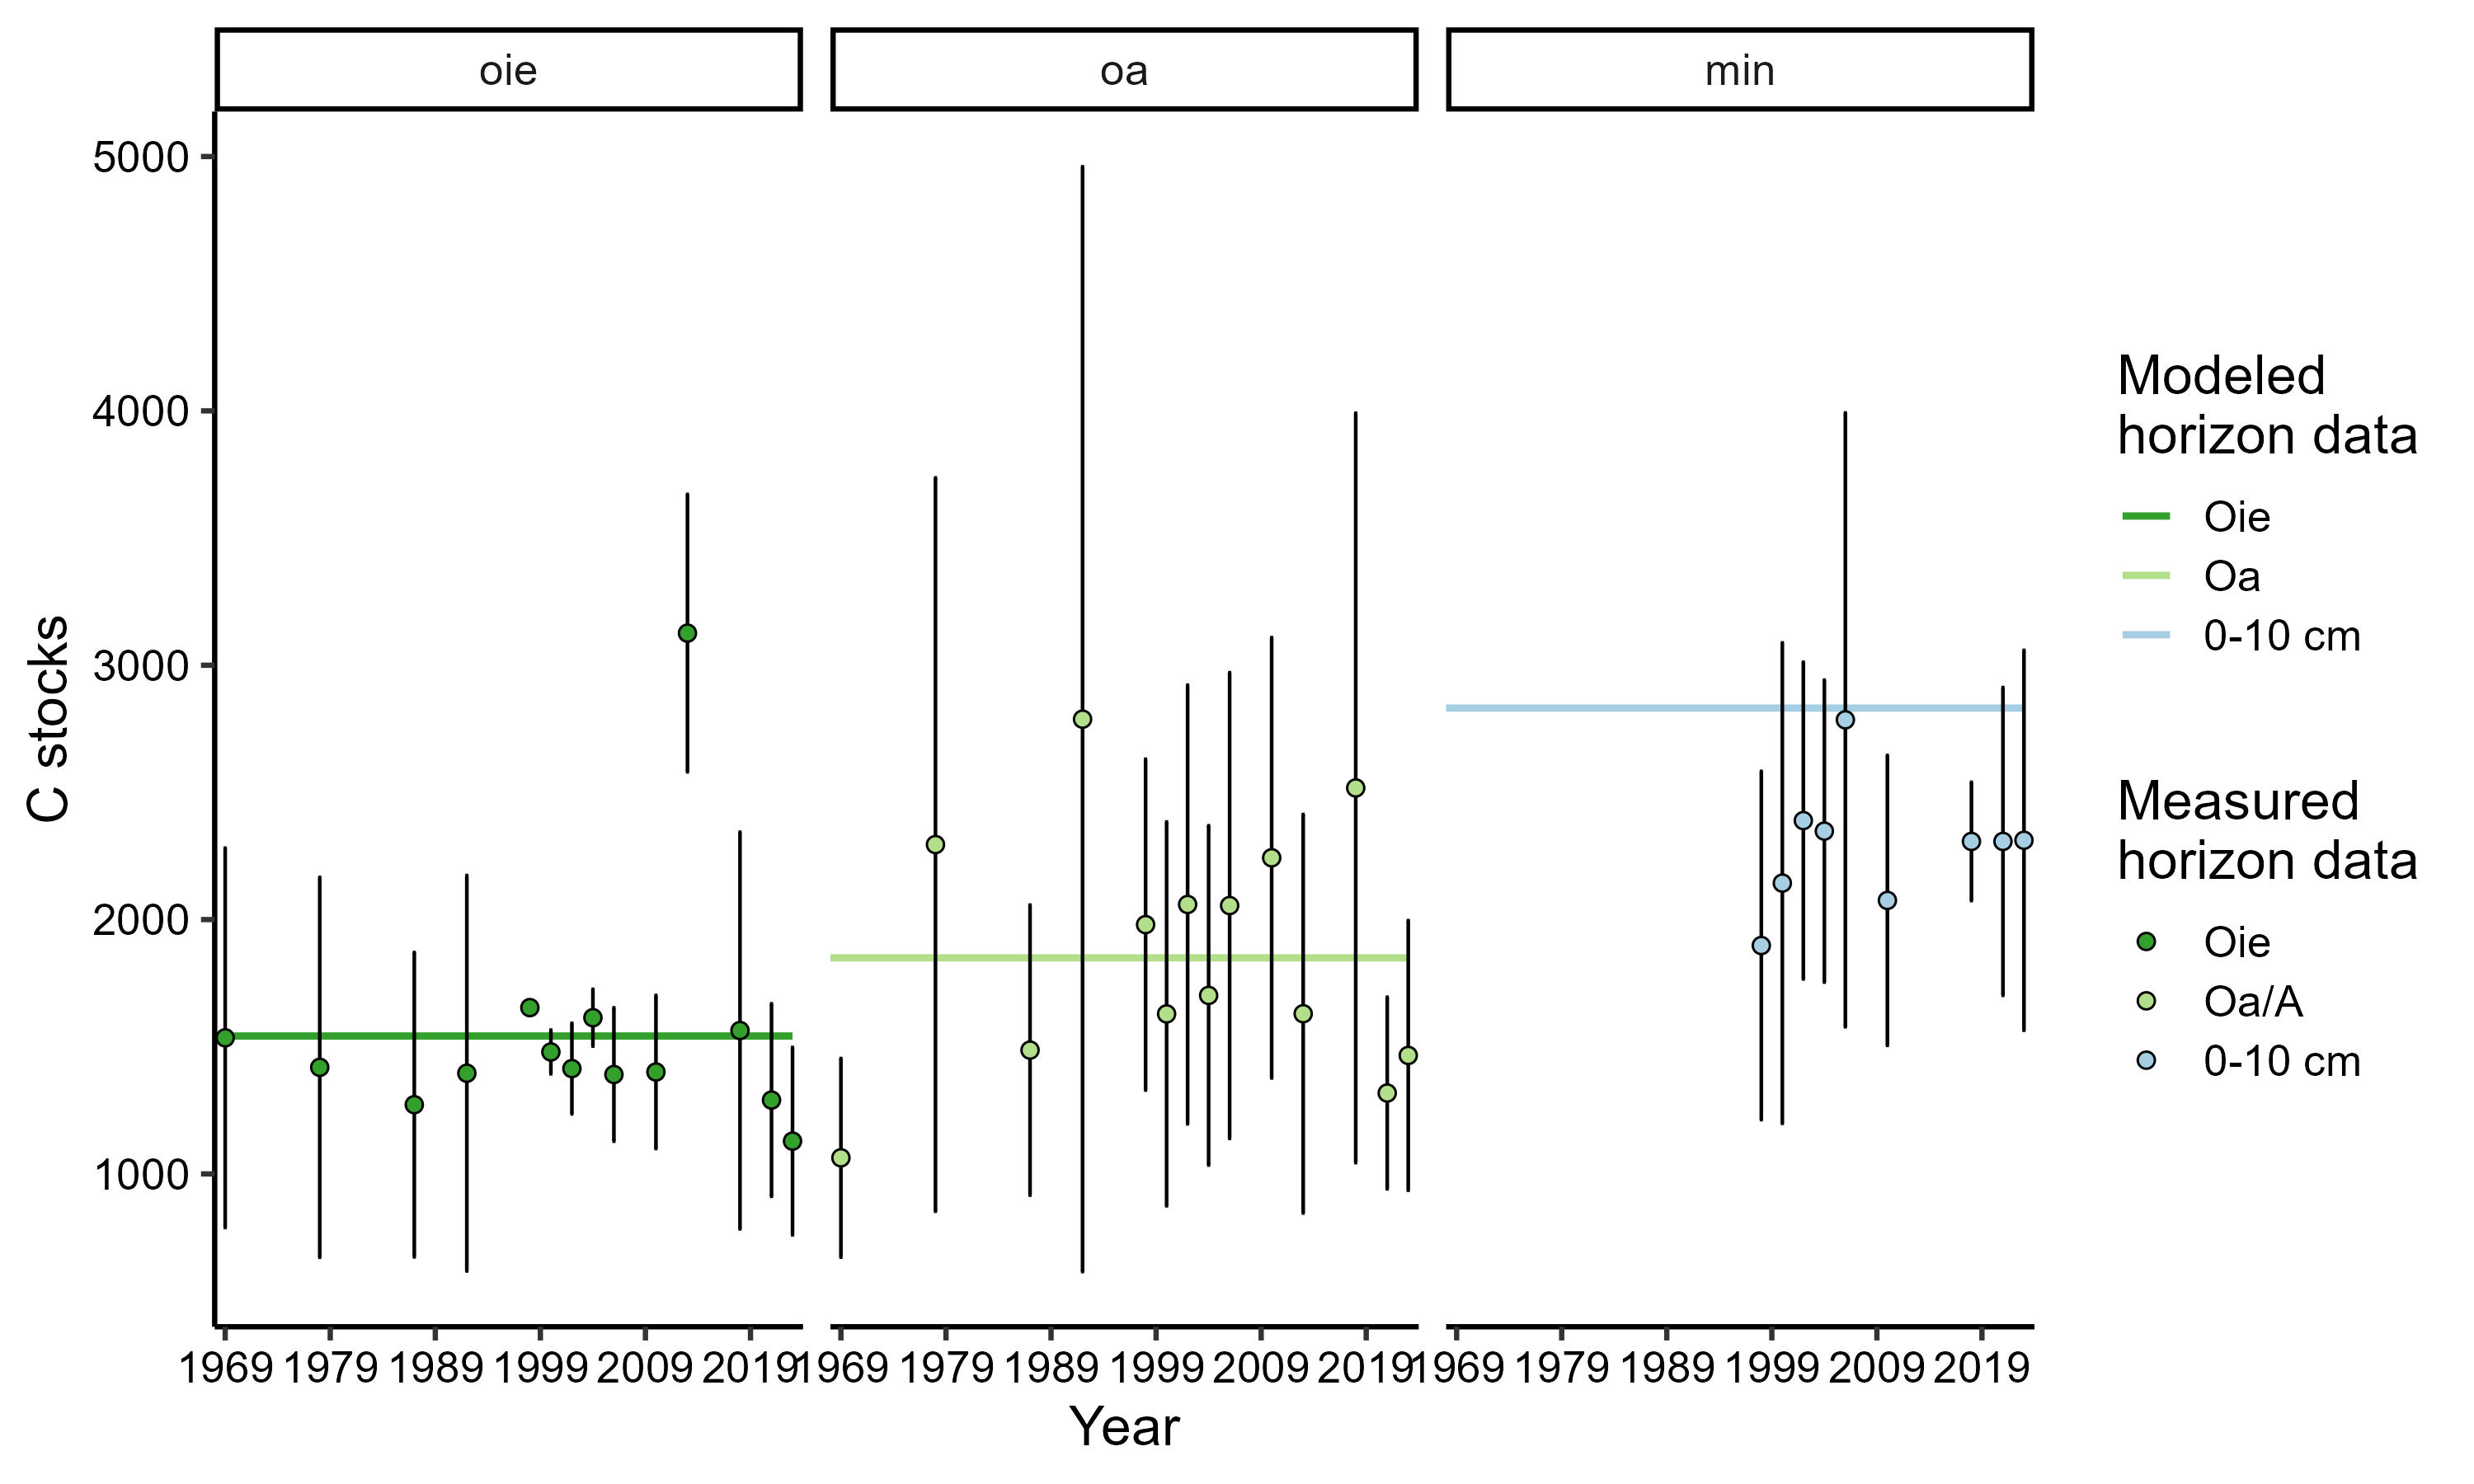 oie
oa
min
5000
4000
3000
2000
1000
C stocks
1969 1979 1989 1999 2009 2019
1969 1979 1989 1999 2009 2019
1969 1979 1989 1999 2009 2019
Year
Modeled
horizon data
Oie
Oa
0-10 cm
Measured
horizon data
Oie
Oa/A
0-10 cm